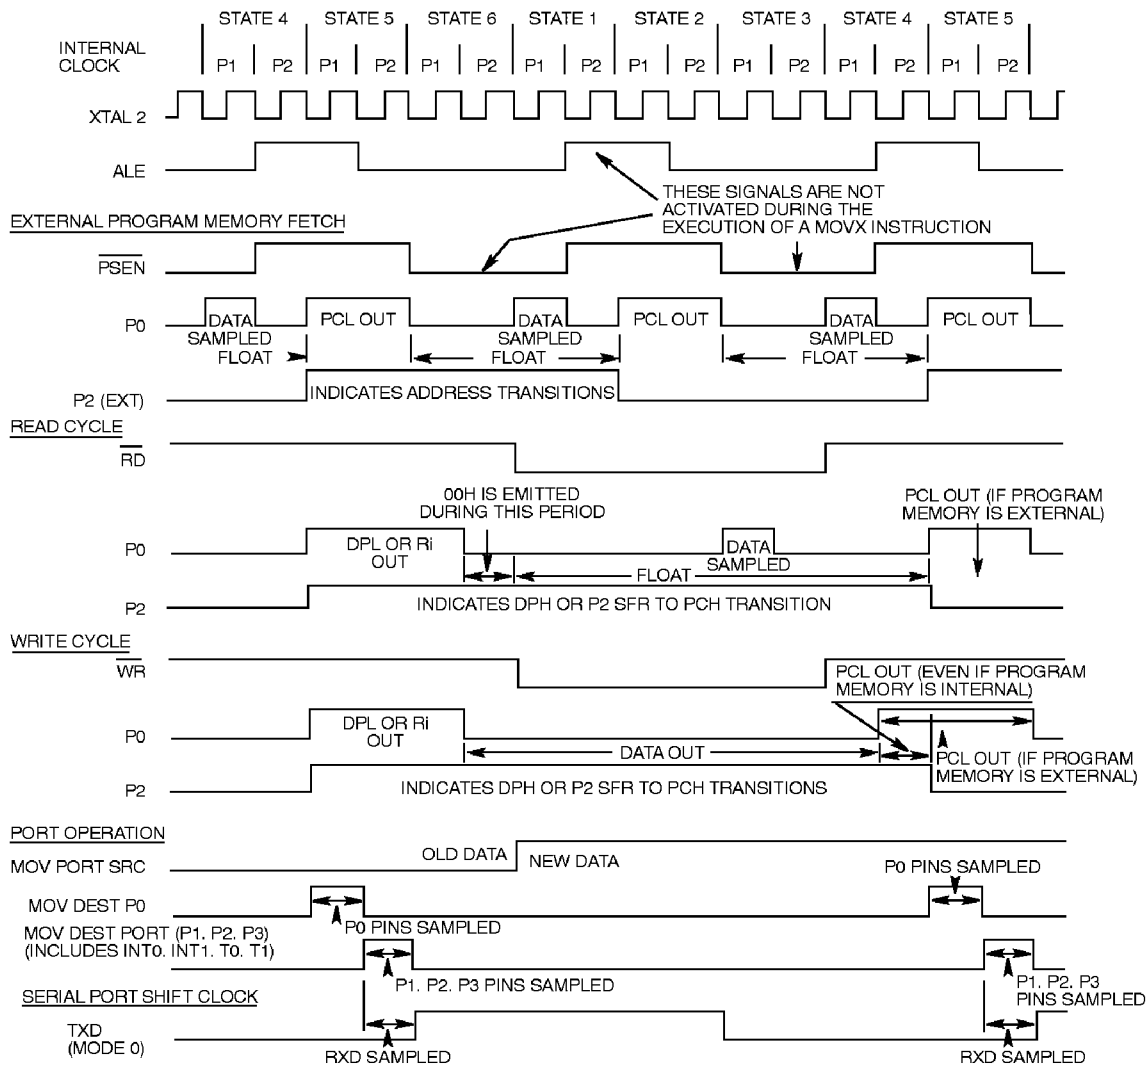 STATE 4 STATE 5 STATE 6 STATE 1 STATE 2 STATE 3 STATE 4 STATE 5
INTERNAL
CLOCK
P1 P2 P1 P2 P1 P2 P1 P2 P1 P2 P1 P2 P1 P2 P1 P2
XTAL 2
ALE
THESE SIGNALS ARE NOT
ACTIVATED DURING THE
EXECUTION OF A MOVX INSTRUCTION
EXTERNAL PROGRAM MEMORY FETCH
PSEN
P0 DATA PCL OUT DATA PCL OUT DATA PCL OUT
SAMPLED SAMPLED SAMPLED
FLOAT FLOAT FLOAT
P2 (EXT) INDICATES ADDRESS TRANSITIONS
READ CYCLE
RD
00H IS EMITTED
DURING THIS PERIOD
PCL OUT (IF PROGRAM
MEMORY IS EXTERNAL)
P0 DPL OR Ri
OUT
DATA
SAMPLED
FLOAT
P2 INDICATES DPH OR P2 SFR TO PCH TRANSITION
WRITE CYCLE
WR
PCL OUT (EVEN IF PROGRAM
MEMORY IS INTERNAL)
P0 DPL OR Ri
OUT
DATA OUT
PCL OUT (IF PROGRAM
MEMORY IS EXTERNAL)
P2 INDICATES DPH OR P2 SFR TO PCH TRANSITIONS
PORT OPERATION
MOV PORT SRC OLD DATA NEW DATA
P0 PINS SAMPLED
MOV DEST P0
P0 PINS SAMPLED
MOV DEST PORT (P1. P2. P3)
(INCLUDES INT0. INT1. T0. T1)
P1. P2. P3 PINS SAMPLED
P1. P2. P3
PINS SAMPLED
SERIAL PORT SHIFT CLOCK
TXD
(MODE 0)
RXD SAMPLED RXD SAMPLED